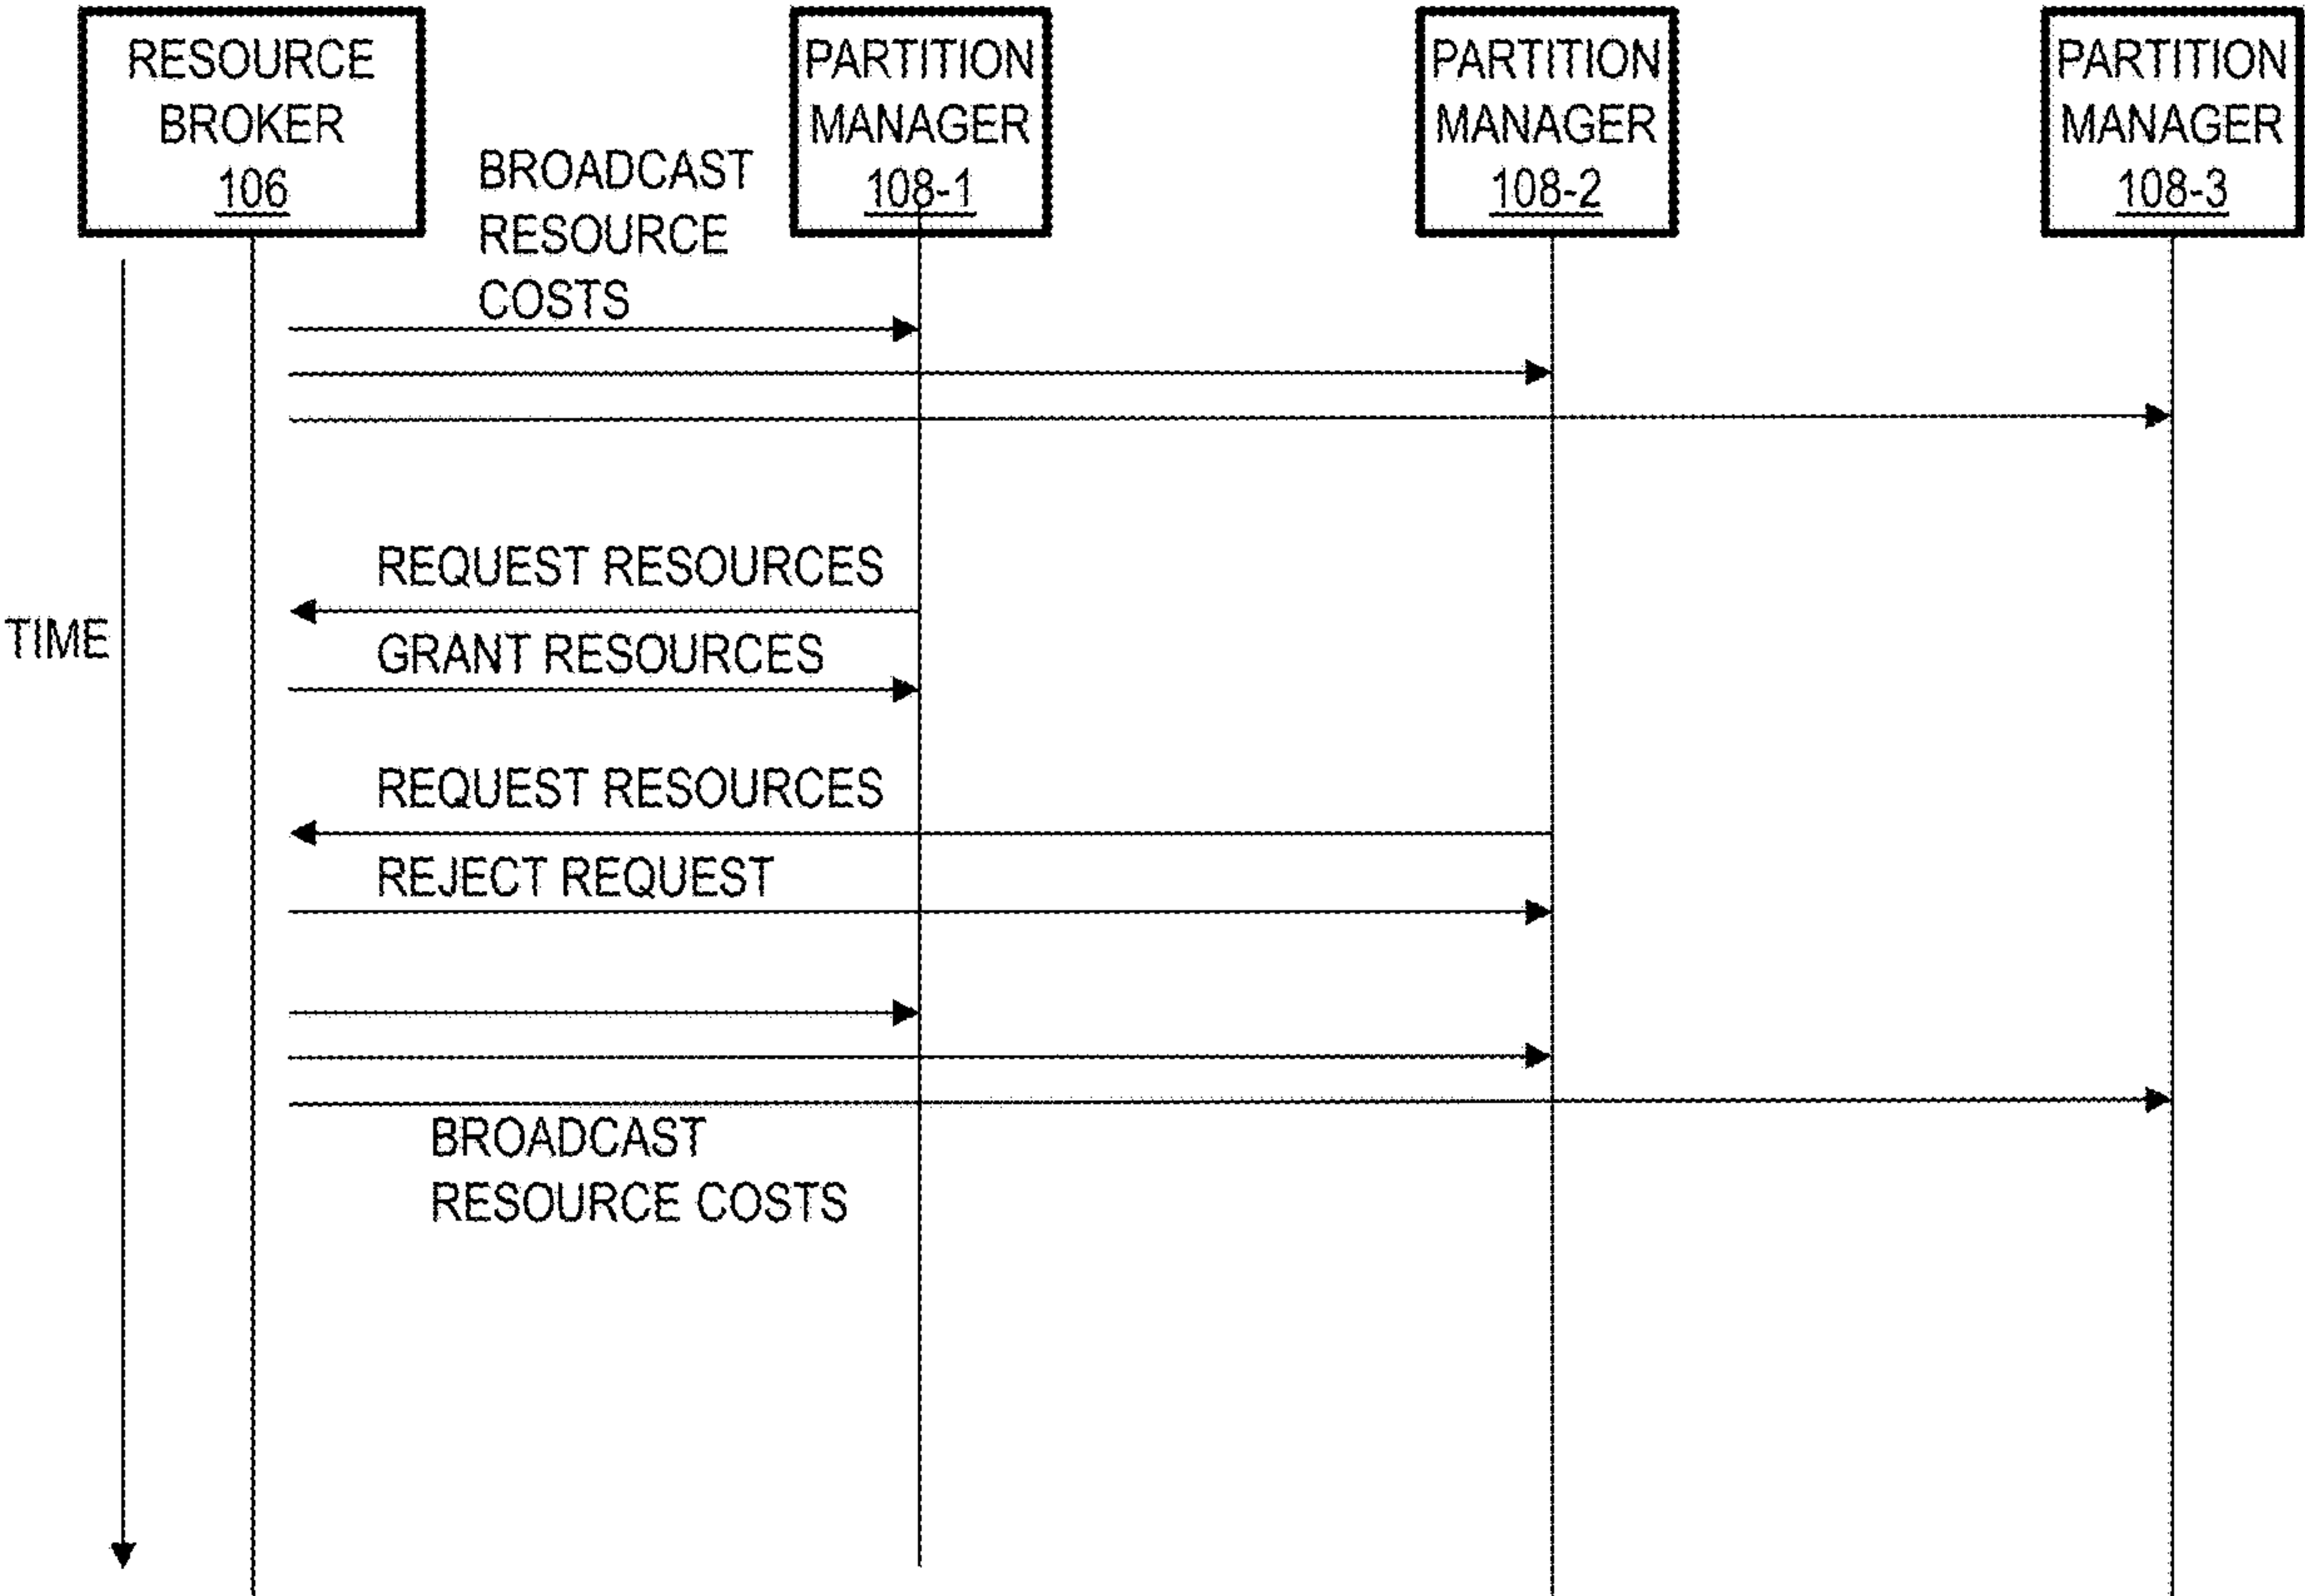 RESOURCE
BROKER
106
PARTITION
MANAGER
108-1
PARTITION
MANAGER
108-2
PARTITION
MANAGER
108-3
BROADCAST
RESOURCE
COSTS
REQUEST RESOURCES
TIME
GRANT RESOURCES
REQUEST RESOURCES
REJECT REQUEST
BROADCAST
RESOURCE COSTS